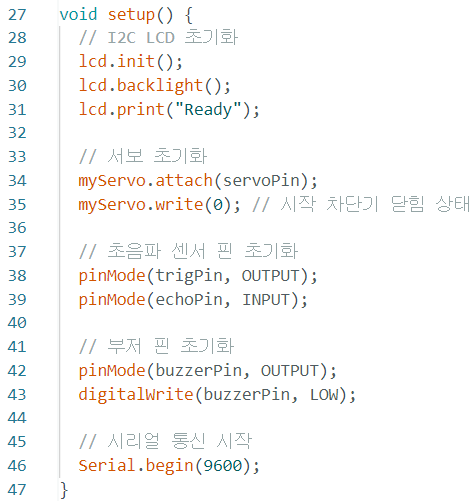 27 void setup() {
28   // I2C LCD 초기화
29   lcd.init();
30   lcd.backlight();
31   lcd.print("Ready");
32
33   // 서보 초기화
34   myServo.attach(servoPin);
35   myServo.write(0); // 시작 차단기 닫힘 상태
36
37   // 초음파 센서 핀 초기화
38   pinMode(trigPin, OUTPUT);
39   pinMode(echoPin, INPUT);
40
41   // 부저 핀 초기화
42   pinMode(buzzerPin, OUTPUT);
43   digitalWrite(buzzerPin, LOW);
44
45   // 시리얼 통신 시작
46   Serial.begin(9600);
47 }